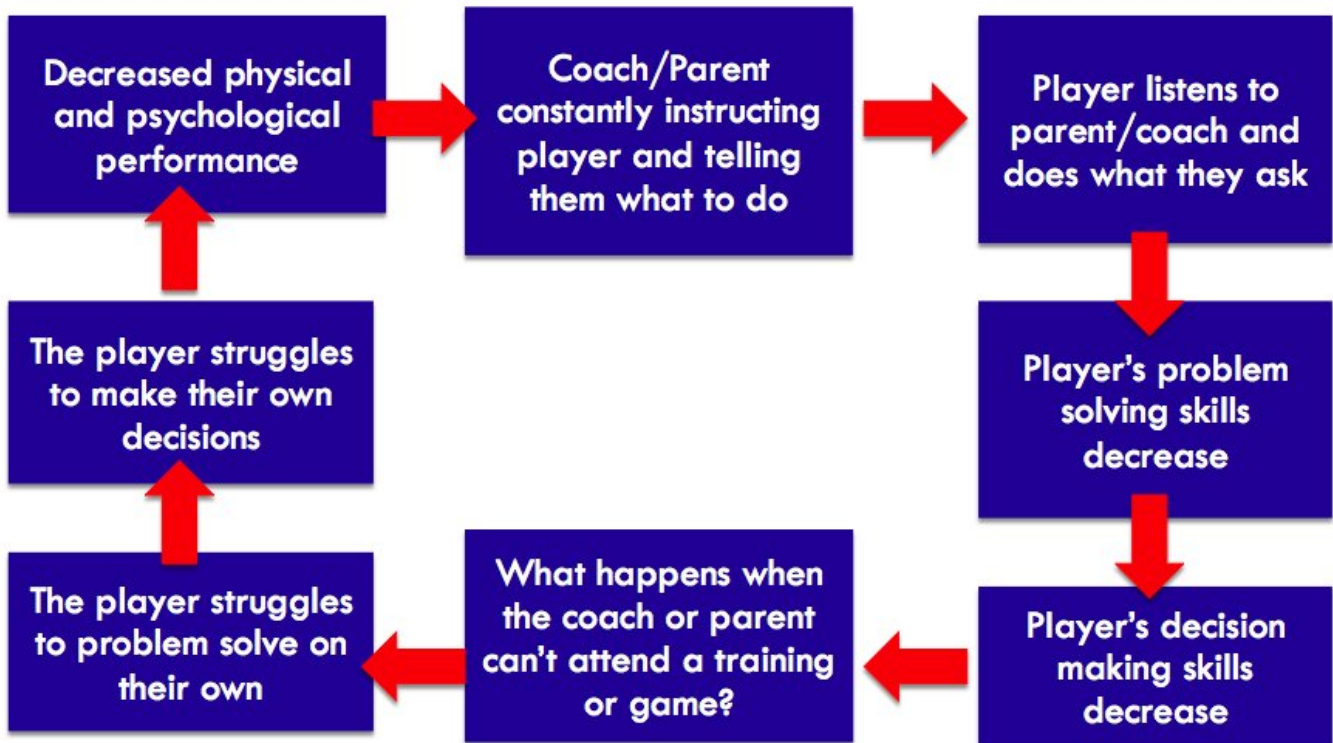 Decreased physical
and psychological
performance
Coach/Parent
constantly instructing
player and telling
them what to do
Player listens to
parent/coach and
does what they ask
Player’s problem
solving skills
decrease
Player’s decision
making skills
decrease
What happens when
the coach or parent
can’t attend a training
or game?
The player struggles
to problem solve on
their own
The player struggles
to make their own
decisions